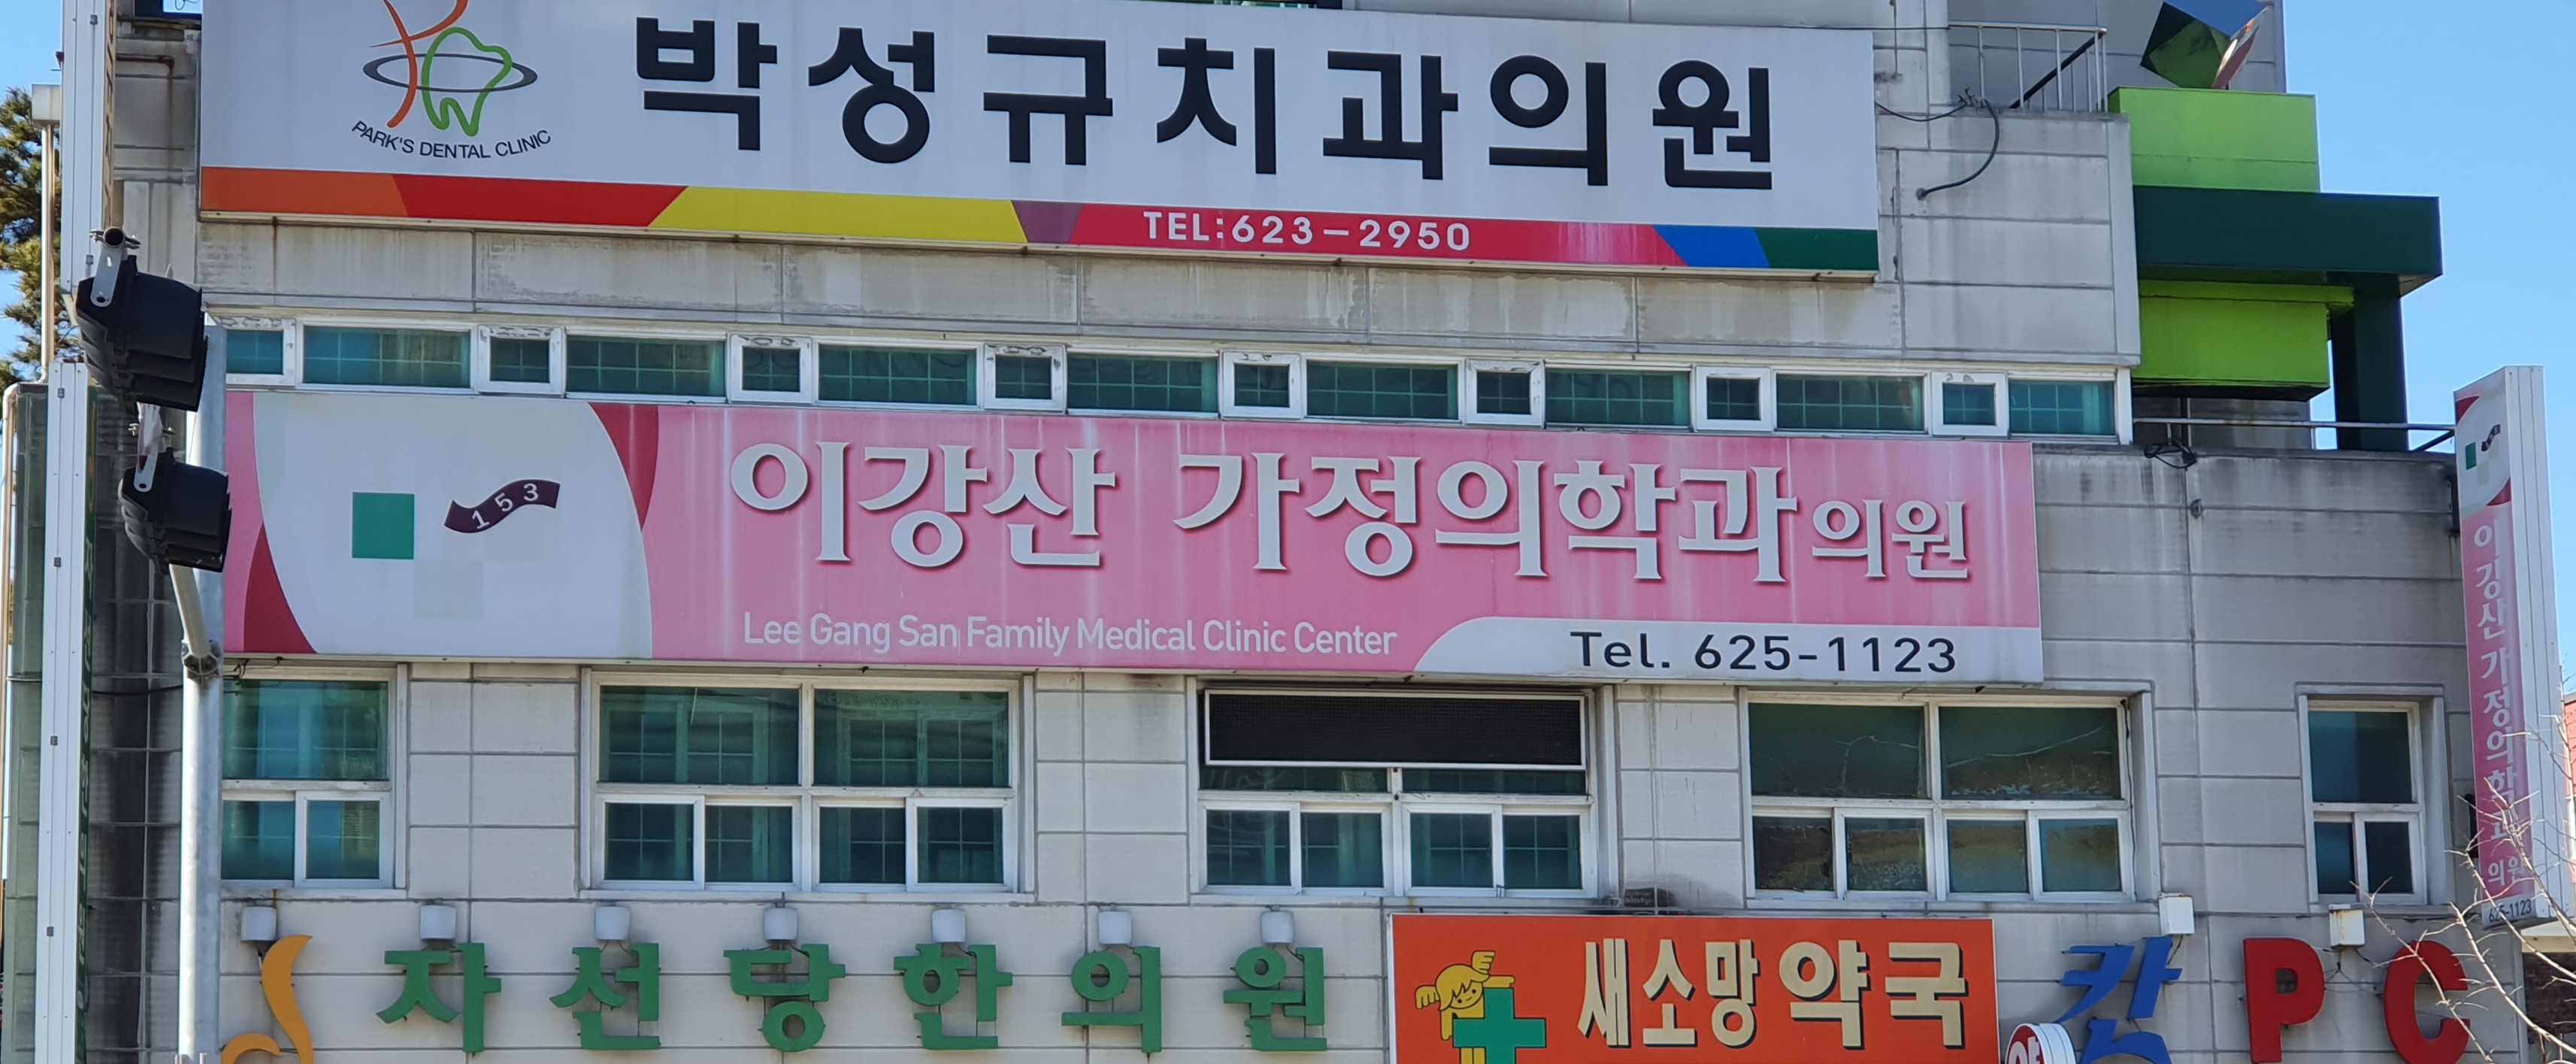 박성규치과의원
PARK'S DENTAL CLINIC
TEL:623-2950
153
이강산 가정의학과의원
Lee Gang San Family Medical Clinic Center
Tel. 625-1123
이강산 가정의학과의원
625-1123
자선당한의원
새소망약국
캄 PC